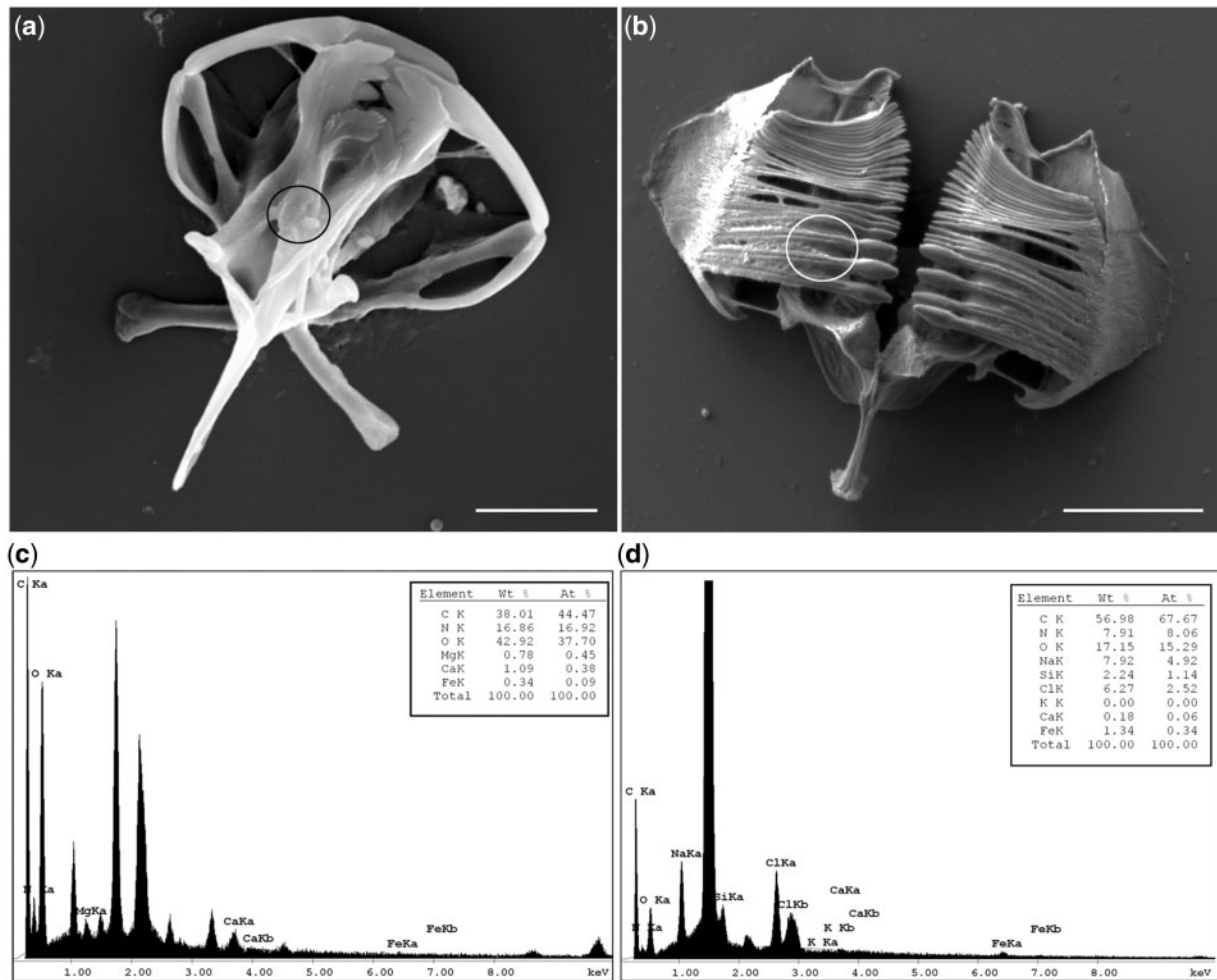 (a)
(b)
(c)
C Ka
O Ka
N Ka
MgKa
CaKa
CaKb
FeKa
FeKb
1.00 2.00 3.00 4.00 5.00 6.00 7.00 8.00 keV
Element Wt % At %
C K 38.01 44.47
N K 16.86 16.92
O K 42.92 37.70
MgK 0.78 0.45
CaK 1.09 0.38
FeK 0.34 0.09
Total 100.00 100.00
(d)
C Ka
O Ka
N Ka
NaKa
SiKa
ClKa
ClKb
K Ka
K Kb
CaKa
CaKb
FeKa
FeKb
1.00 2.00 3.00 4.00 5.00 6.00 7.00 8.00 keV
Element Wt % At %
C K 56.98 67.67
N K 7.91 8.06
O K 17.15 15.29
NaK 7.92 4.92
SiK 2.24 1.14
ClK 6.27 2.52
K K 0.00 0.00
CaK 0.18 0.06
FeK 1.34 0.34
Total 100.00 100.00